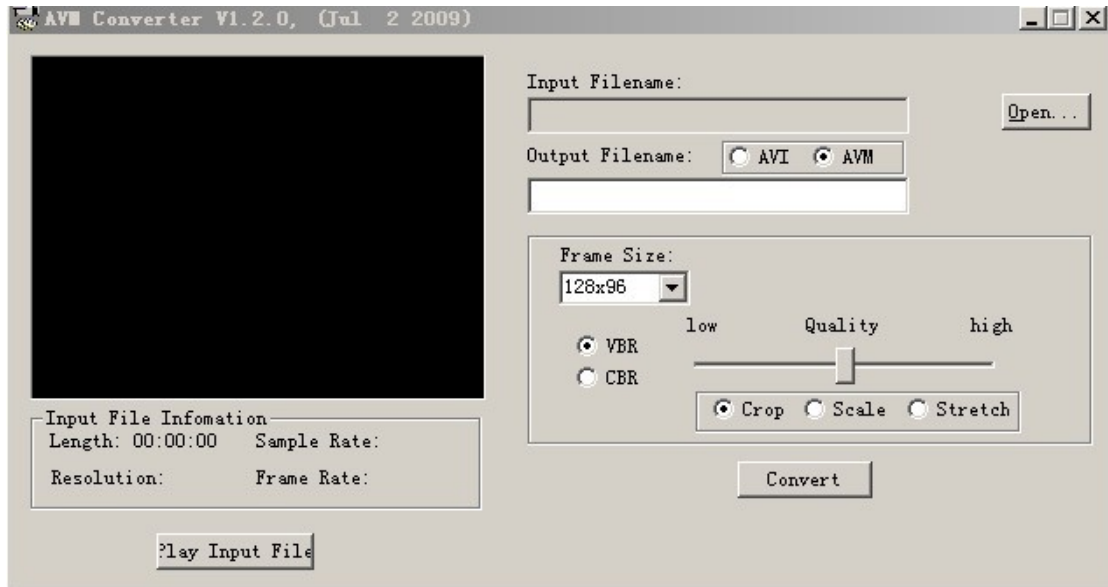 AVM Converter V1.2.0, (Jul 2 2009)
Input Filename:
Open...
Output Filename: AVI AVM
Frame Size:
128x96
low Quality high
VBR
CBR
Crop Scale Stretch
Input File Infomation
Length: 00:00:00 Sample Rate:
Resolution: Frame Rate:
Convert
Play Input File